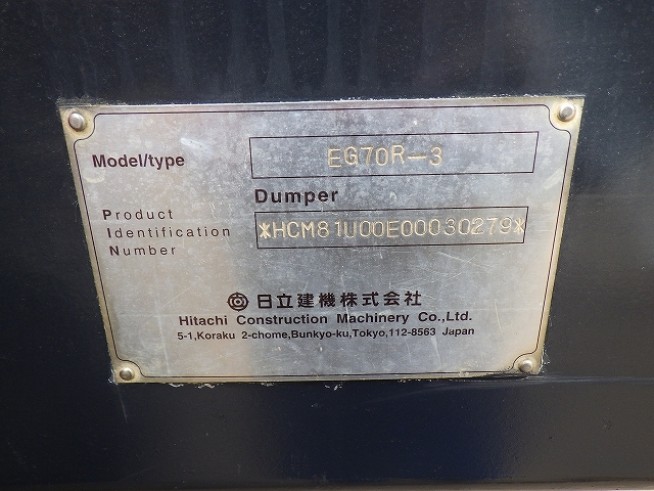 Model/type EG70R-3
Dumper
Product
Identification *HCM81U00E00030279*
Number
日立建機株式会社
Hitachi Construction Machinery Co.,Ltd.
5-1,Koraku 2-chome,Bunkyo-ku,Tokyo,112-8563 Japan